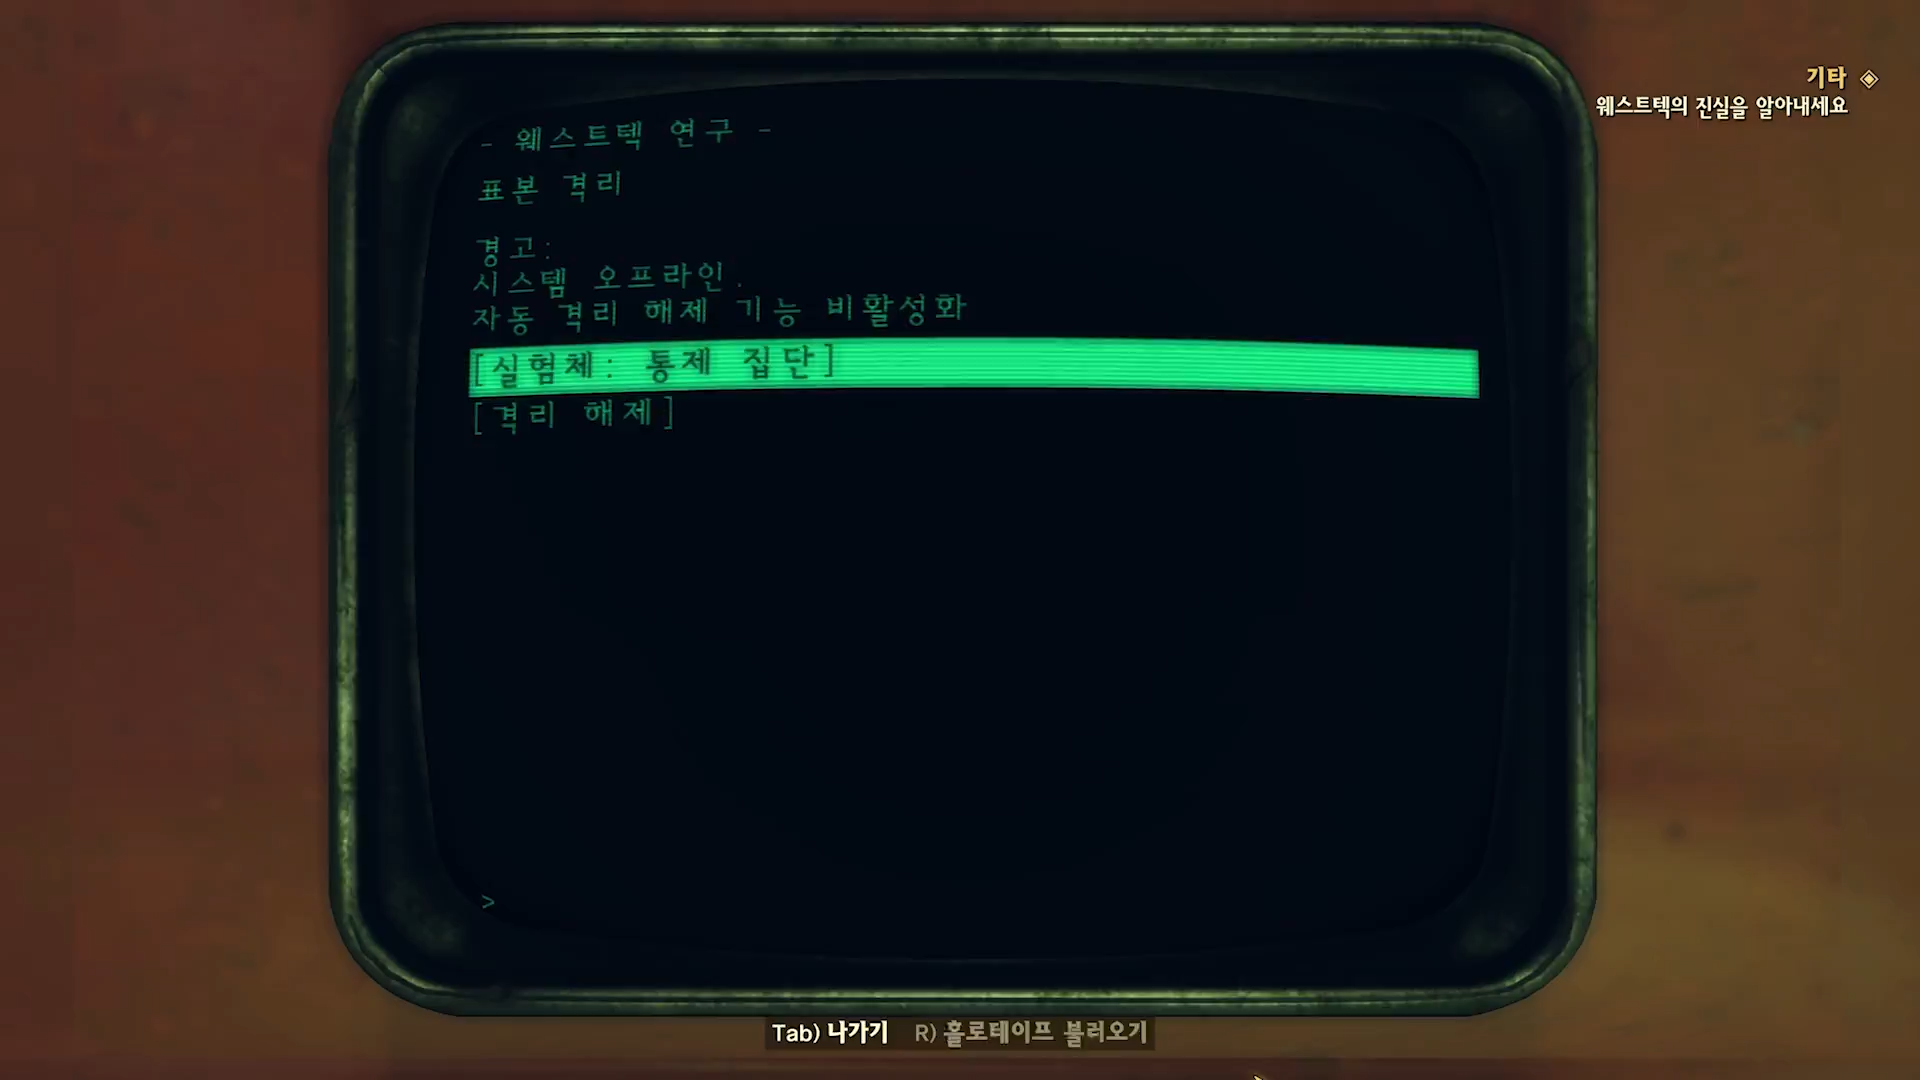 기타
웨스트텍의 진실을 알아내세요
- 웨스트텍 연구 -
표본 격리
경고:
시스템 오프라인.
자동 격리 해제 기능 비활성화
[실험체: 통제 집단]
[격리 해제]
>
Tab) 나가기 R) 홀로테이프 불러오기